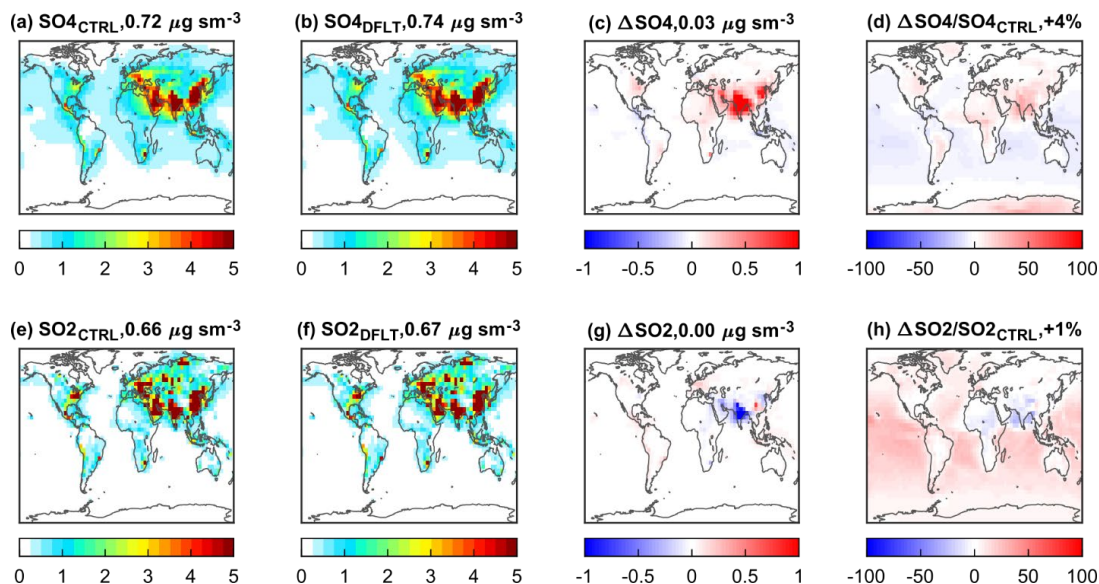 (a) SO4CTRL,0.72 μg sm-3
(b) SO4DFLT,0.74 μg sm-3
(c) ΔSO4,0.03 μg sm-3
(d) ΔSO4/SO4CTRL,+4%
0 1 2 3 4 5
0 1 2 3 4 5
-1 -0.5 0 0.5 1
-100 -50 0 50 100
(e) SO2CTRL,0.66 μg sm-3
(f) SO2DFLT,0.67 μg sm-3
(g) ΔSO2,0.00 μg sm-3
(h) ΔSO2/SO2CTRL,+1%
0 1 2 3 4 5
0 1 2 3 4 5
-1 -0.5 0 0.5 1
-100 -50 0 50 100